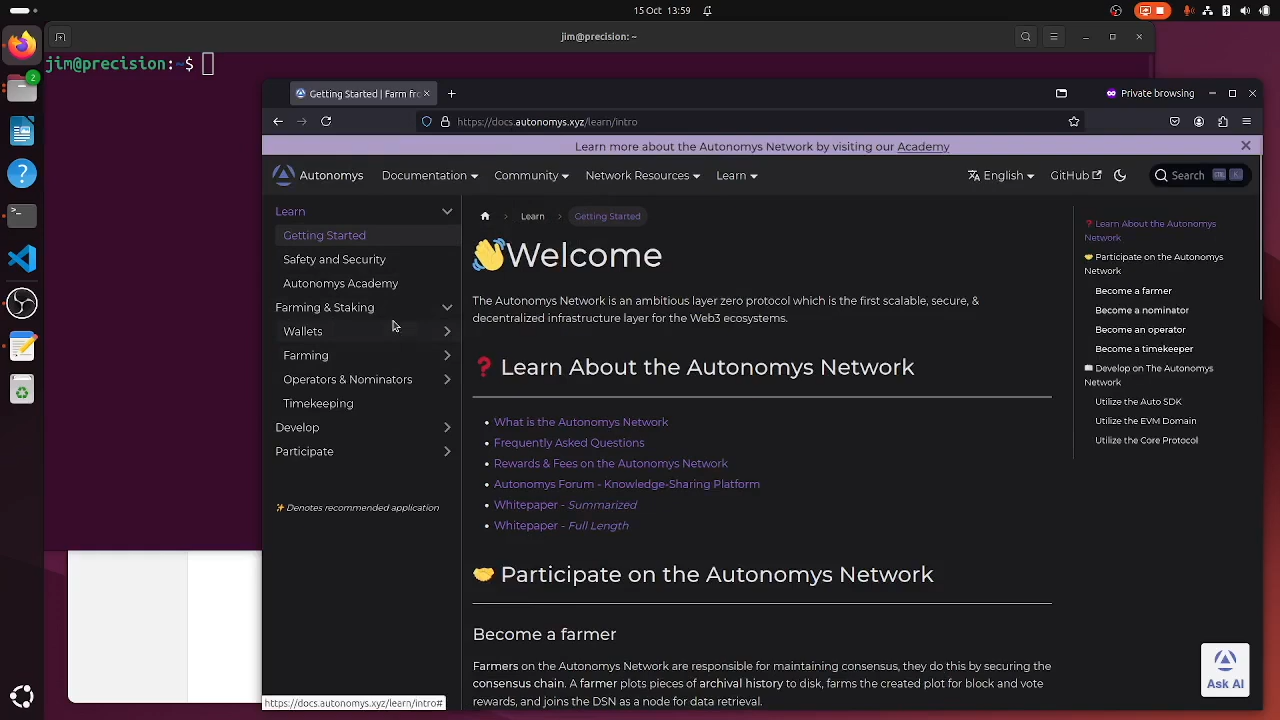 15 Oct 13:59
jim@precision: ~
jim@precision:~$
2
Getting Started | Farm fro
Private browsing
https://docs.autonomys.xyz/learn/intro
Learn more about the Autonomys Network by visiting our Academy
Autonomys
Documentation
Community
Network Resources
Learn
English
GitHub
Search
Learn
Getting Started
Safety and Security
Autonomys Academy
Farming & Staking
Wallets
Farming
Operators & Nominators
Timekeeping
Develop
Participate
✨ Denotes recommended application
Learn
Getting Started
👋Welcome
The Autonomys Network is an ambitious layer zero protocol which is the first scalable, secure, &
decentralized infrastructure layer for the Web3 ecosystems.
❓ Learn About the Autonomys Network
• What is the Autonomys Network
• Frequently Asked Questions
• Rewards & Fees on the Autonomys Network
• Autonomys Forum - Knowledge-Sharing Platform
• Whitepaper - Summarized
• Whitepaper - Full Length
🤝 Participate on the Autonomys Network
Become a farmer
Farmers on the Autonomys Network are responsible for maintaining consensus, they do this by securing the
consensus chain. A farmer plots pieces of archival history to disk, farms the created plot for block and vote
rewards, and joins the DSN as a node for data retrieval.
❓ Learn About the Autonomys
Network
🤝 Participate on the Autonomys
Network
Become a farmer
Become a nominator
Become an operator
Become a timekeeper
📖 Develop on The Autonomys
Network
Utilize the Auto SDK
Utilize the EVM Domain
Utilize the Core Protocol
Ask AI
https://docs.autonomys.xyz/learn/intro#